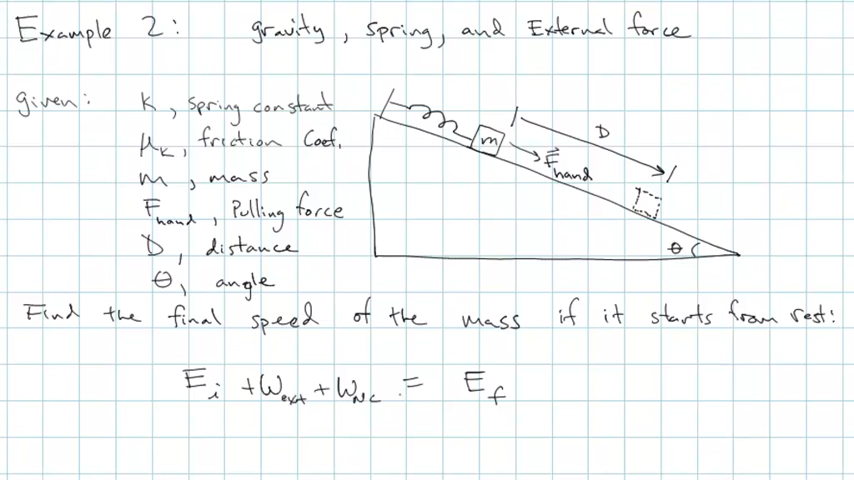 Example 2: gravity, spring, and External force
given: K, spring constant
μK, friction Coef.
m, mass
Fhand, Pulling force
D, distance
θ, angle
m
D
Fhand
θ
Find the final speed of the mass if it starts from rest:
Ei + Wext + WNC = Ef